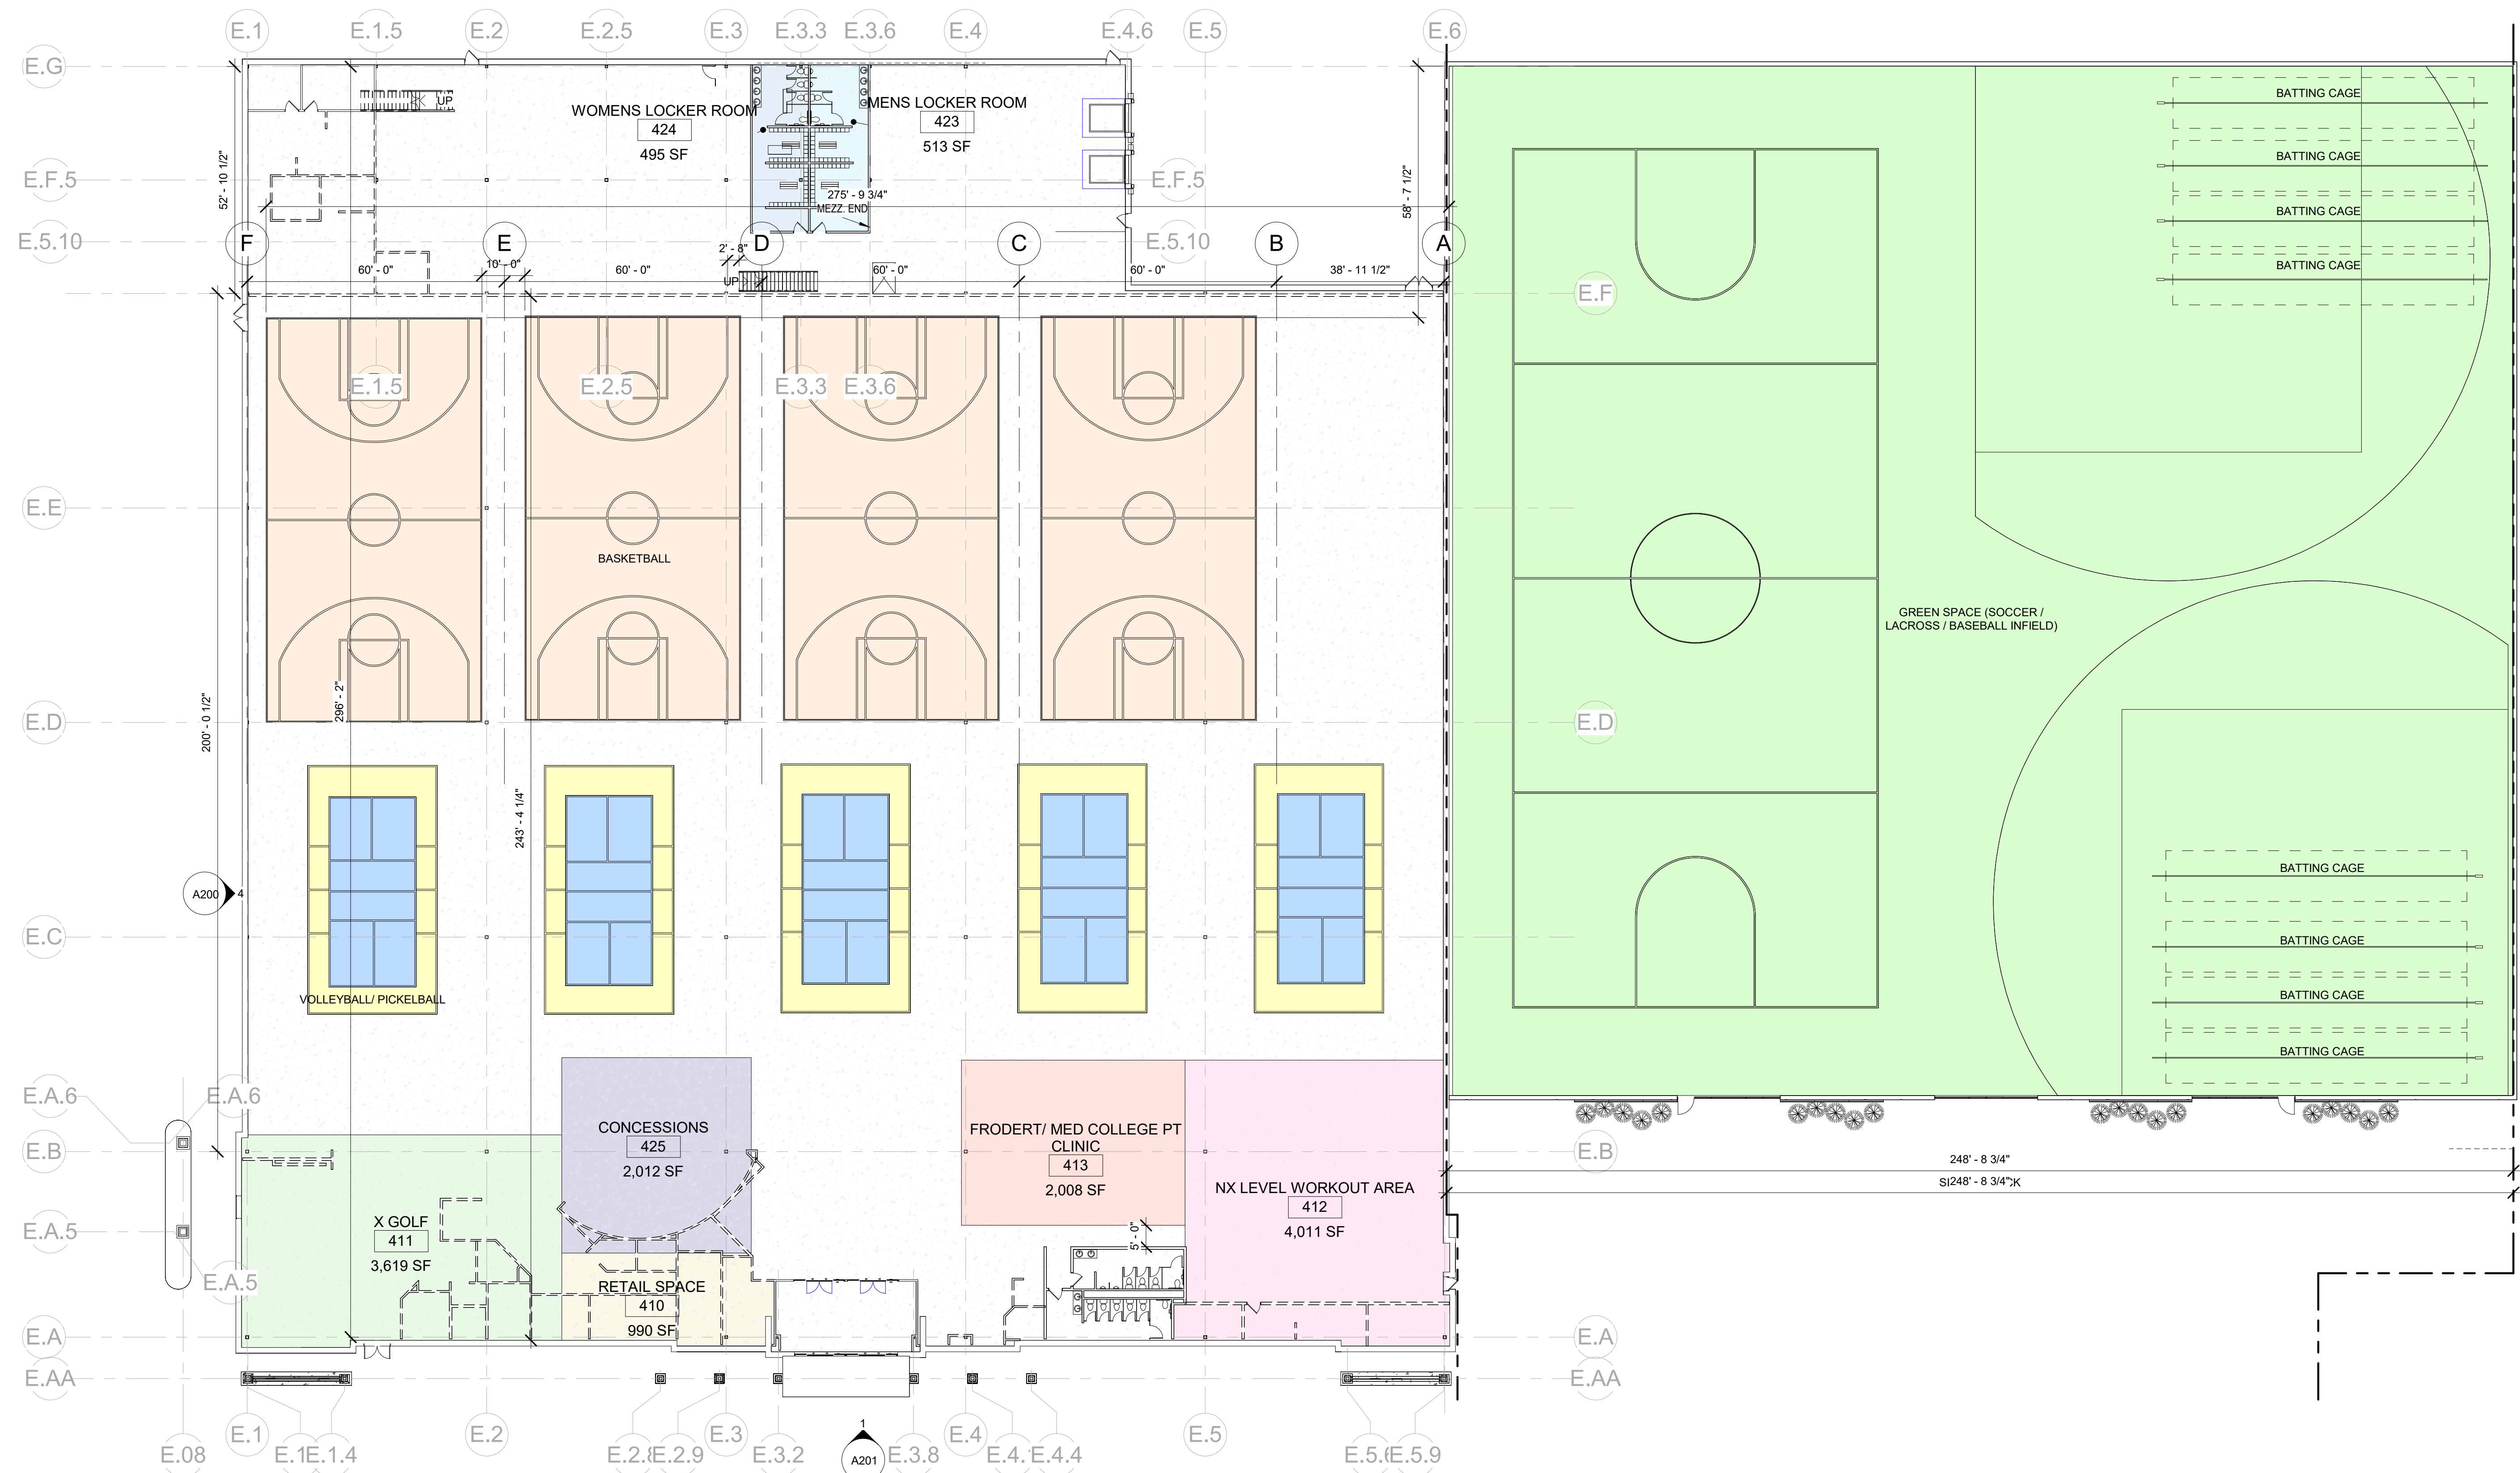 E.1
E.1.5
E.2
E.2.5
E.3
E.3.3
E.3.6
E.4
E.4.6
E.5
E.6
E.G
BATTING CAGE
UP
WOMENS LOCKER ROOM
424
495 SF
MENS LOCKER ROOM
423
513 SF
BATTING CAGE
52' - 10 1/2"
58' - 7 1/2"
E.F.5
E.F.5
275' - 9 3/4"
MEZZ. END
BATTING CAGE
E.5.10
E.5.10
F
E
D
C
B
A
2' - 8"
60' - 0"
10' - 0"
60' - 0"
60' - 0"
60' - 0"
38' - 11 1/2"
BATTING CAGE
UP
E.F
E.1.5
E.2.5
E.3.3
E.3.6
E.E
BASKETBALL
GREEN SPACE (SOCCER /
LACROSS / BASEBALL INFIELD)
296' - 2"
200' - 0 1/2"
E.D
E.D
243' - 4 1/4"
A200
4
BATTING CAGE
E.C
BATTING CAGE
VOLLEYBALL/ PICKELBALL
BATTING CAGE
BATTING CAGE
E.A.6
E.A.6
CONCESSIONS
425
2,012 SF
FRODERT/ MED COLLEGE PT
CLINIC
413
2,008 SF
E.B
E.B
248' - 8 3/4"
248' - 8 3/4"
NX LEVEL WORKOUT AREA
412
4,011 SF
E.A.5
X GOLF
411
3,619 SF
5' - 0"
E.A.5
RETAIL SPACE
410
990 SF
E.A
E.A
E.AA
E.AA
E.1
E.2
E.3
E.4
E.5
1
A201
E.08
E.1.4
E.2.9
E.3.2
E.3.8
E.4.4
E.5.9